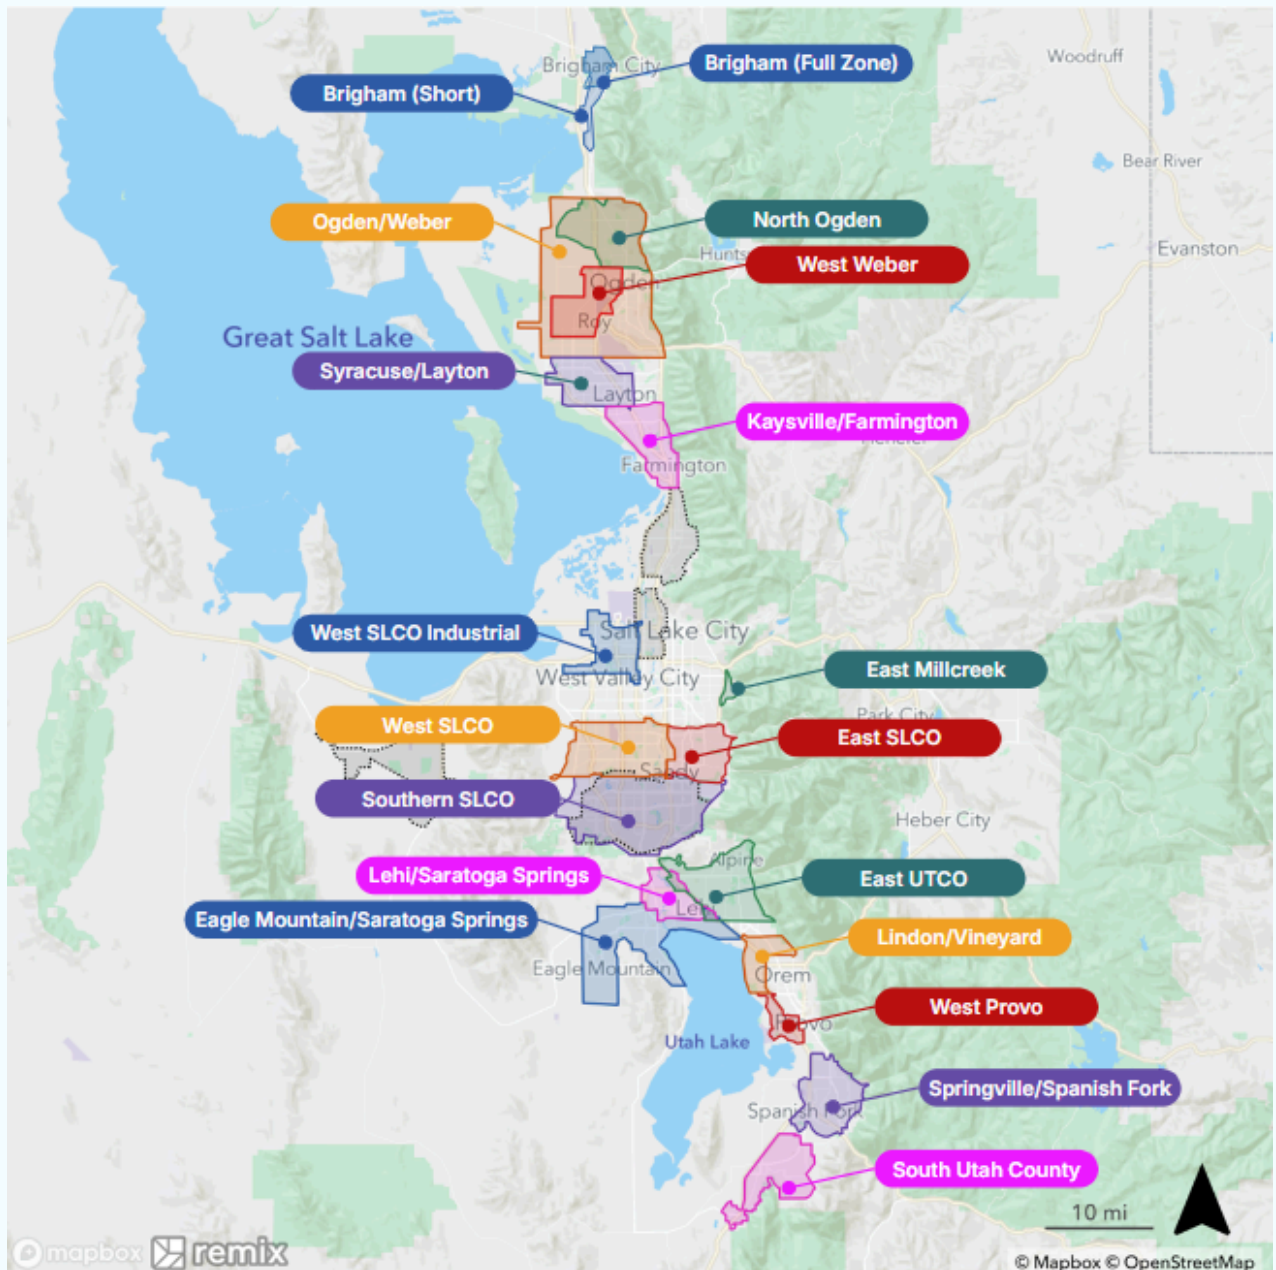 Woodruff
Brigham City
Brigham (Full Zone)
Brigham (Short)
Bear River
Ogden/Weber
North Ogden
Evanston
Hunts
West Weber
Ogden
Roy
Great Salt Lake
Syracuse/Layton
Layton
Kaysville/Farmington
Farmington
West SLCO Industrial
Salt Lake City
East Millcreek
West Valley City
Park City
West SLCO
East SLCO
Sandy
Southern SLCO
Heber City
Alpine
Lehi/Saratoga Springs
East UTCO
Lehi
Eagle Mountain/Saratoga Springs
Lindon/Vineyard
Eagle Mountain
Orem
West Provo
Provo
Utah Lake
Springville/Spanish Fork
Spanish Fork
South Utah County
10 mi
mapbox remix
© Mapbox © OpenStreetMap